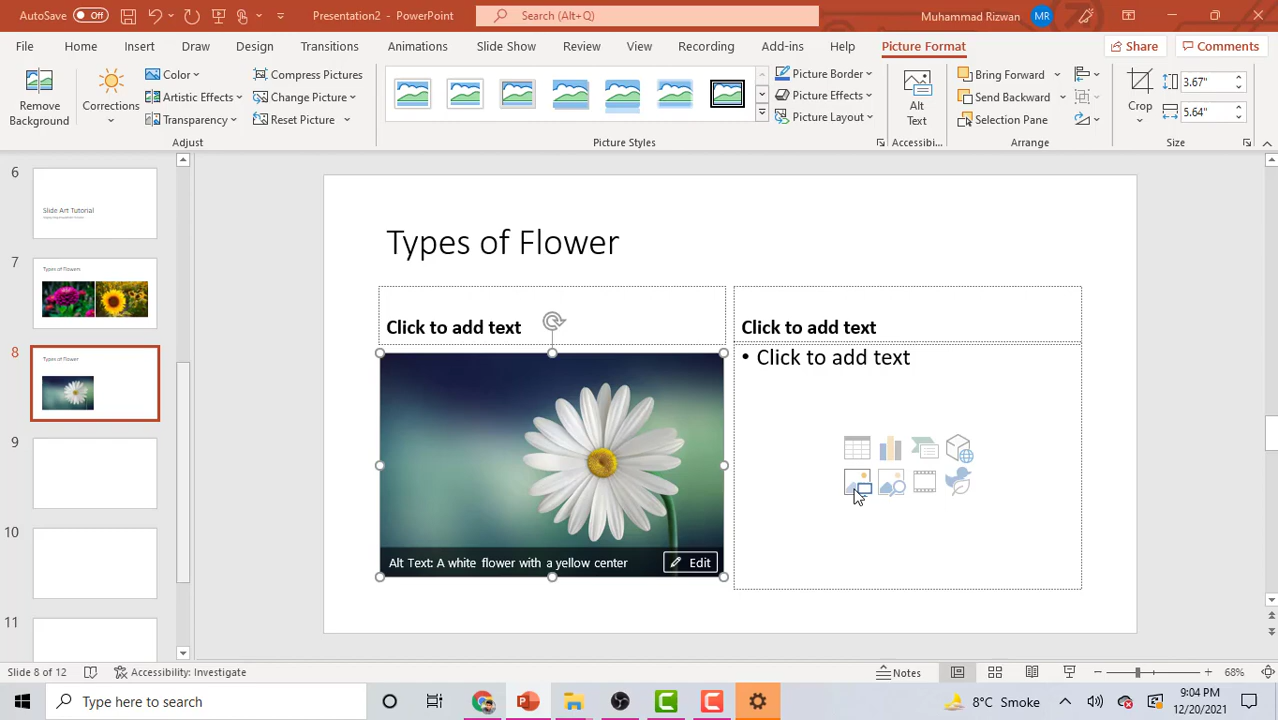 AutoSave Off Presentation2 - PowerPoint Search (Alt+Q) Muhammad Rizwan MR
File Home Insert Draw Design Transitions Animations Slide Show Review View Recording Add-ins Help Picture Format Share Comments
Remove Background
Corrections
Color
Artistic Effects
Transparency
Compress Pictures
Change Picture
Reset Picture
Adjust
Picture Styles
Picture Border
Picture Effects
Picture Layout
Alt Text
Accessibi...
Bring Forward
Send Backward
Selection Pane
Arrange
Crop
3.67"
5.64"
Size
6
Slide Art Tutorial
7
Types of Flowers
8
Types of Flower
9
10
11
Types of Flower
Click to add text
Click to add text
• Click to add text
Alt Text: A white flower with a yellow center Edit
Slide 8 of 12 Accessibility: Investigate Notes 68%
Type here to search 8°C Smoke 9:04 PM
12/20/2021